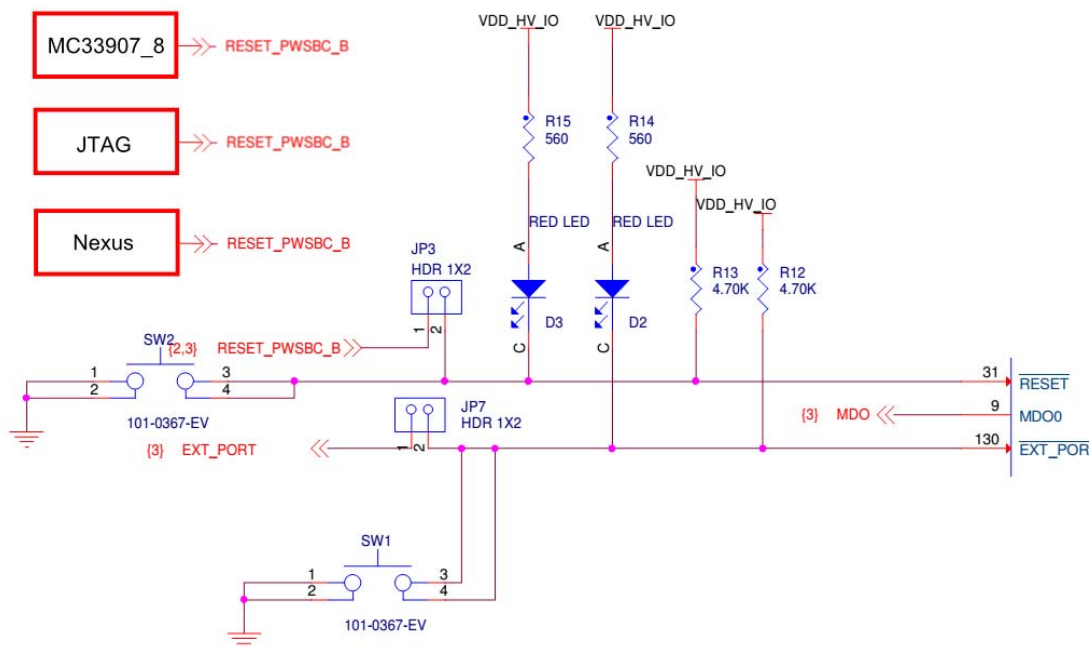 MC33907_8
RESET_PWSBC_B
JTAG
RESET_PWSBC_B
Nexus
RESET_PWSBC_B
VDD_HV_IO
VDD_HV_IO
R15
560
R14
560
VDD_HV_IO
VDD_HV_IO
RED LED
RED LED
A
A
JP3
HDR 1X2
R13
4.70K
R12
4.70K
D3
D2
1
2
C
C
SW2
{2,3}
RESET_PWSBC_B
1
2
3
4
101-0367-EV
31
RESET
JP7
HDR 1X2
{3} MDO
9
MDO0
{3} EXT_PORT
1
2
130
EXT_POR
SW1
1
2
3
4
101-0367-EV